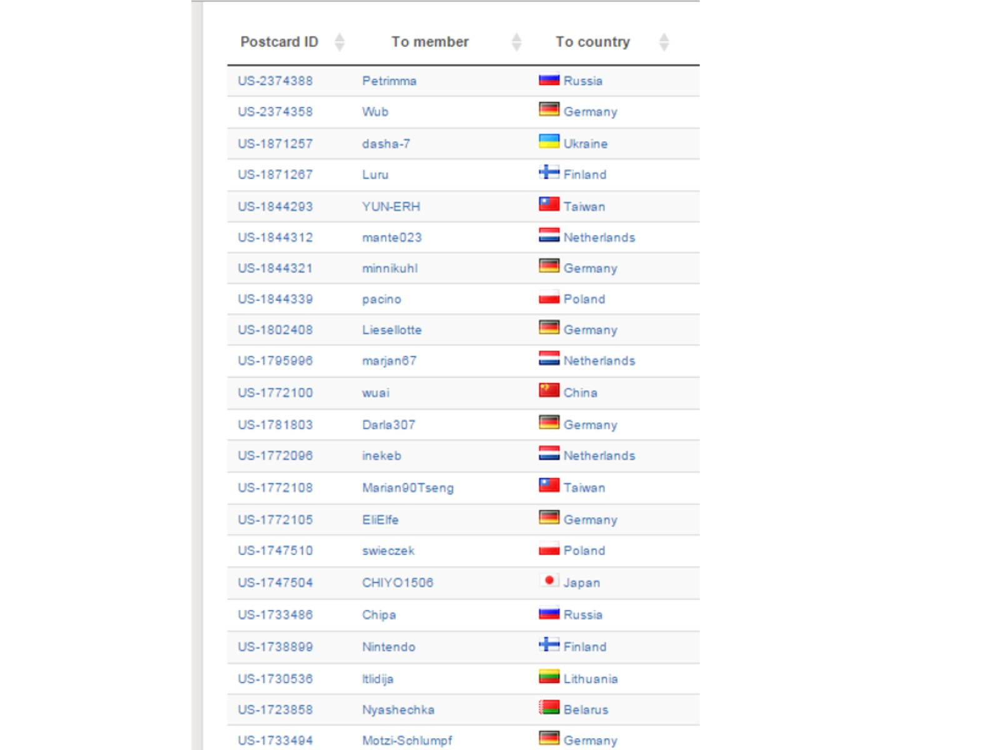 Postcard ID To member To country
US-2374388 Petrimma Russia
US-2374358 Wub Germany
US-1871257 dasha-7 Ukraine
US-1871267 Luru Finland
US-1844293 YUN-ERH Taiwan
US-1844312 mante023 Netherlands
US-1844321 minnikuhl Germany
US-1844339 pacino Poland
US-1802408 Liesellotte Germany
US-1795996 marjan67 Netherlands
US-1772100 wuai China
US-1781803 Darla307 Germany
US-1772096 inekeb Netherlands
US-1772108 Marian90Tseng Taiwan
US-1772105 EliElfe Germany
US-1747510 swieczek Poland
US-1747504 CHIYO1506 Japan
US-1733486 Chipa Russia
US-1738899 Nintendo Finland
US-1730536 ltlidija Lithuania
US-1723858 Nyashechka Belarus
US-1733494 Motzi-Schlumpf Germany